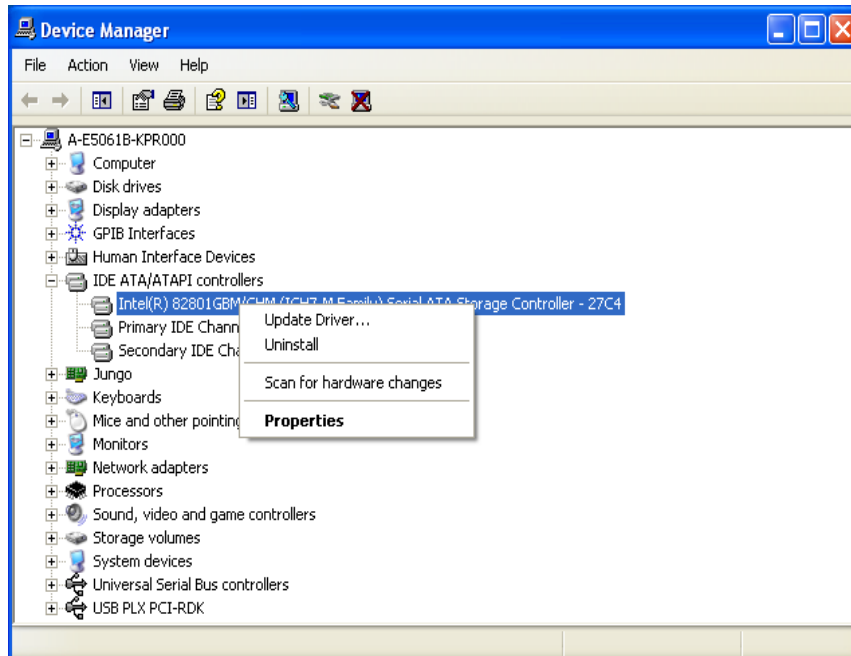 Device Manager
File Action View Help
A-E5061B-KPR000
Computer
Disk drives
Display adapters
GPIB Interfaces
Human Interface Devices
IDE ATA/ATAPI controllers
Intel(R) 82801GBM/GHM (ICH7-M Family) Serial ATA Storage Controller - 27C4
Primary IDE Chann
Secondary IDE Cha
Update Driver...
Uninstall
Scan for hardware changes
Properties
Jungo
Keyboards
Mice and other pointing
Monitors
Network adapters
Processors
Sound, video and game controllers
Storage volumes
System devices
Universal Serial Bus controllers
USB PLX PCI-RDK